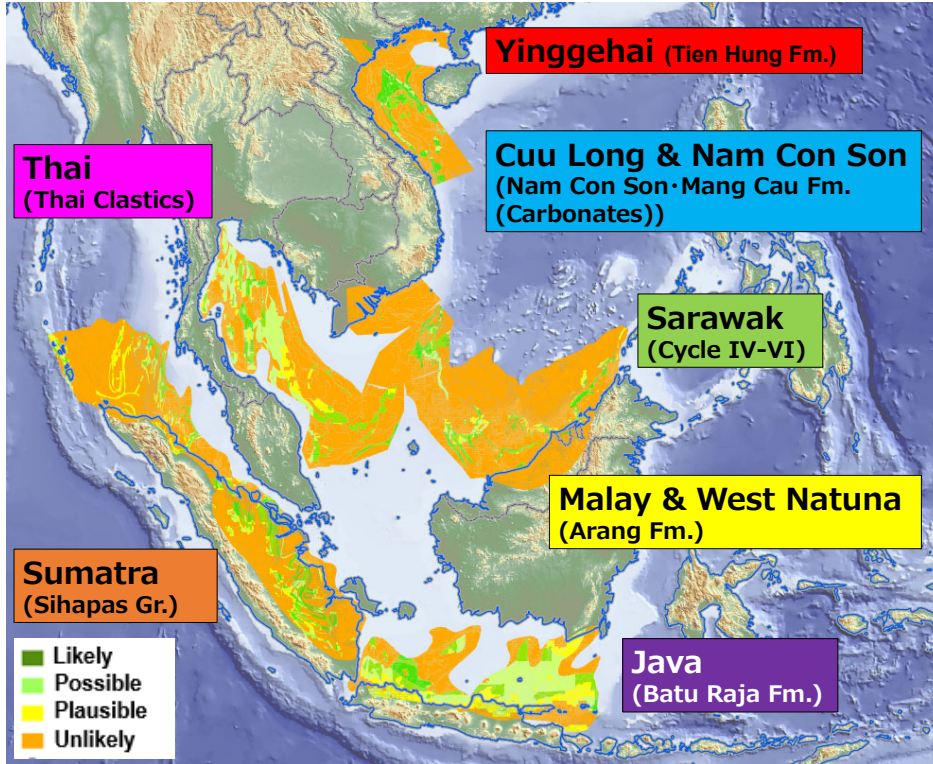 Yinggehai (Tien Hung Fm.)
Cuu Long & Nam Con Son
(Nam Con Son･Mang Cau Fm.
(Carbonates))
Thai
(Thai Clastics)
Sarawak
(Cycle IV-VI)
Malay & West Natuna
(Arang Fm.)
Sumatra
(Sihapas Gr.)
Java
(Batu Raja Fm.)
Likely
Possible
Plausible
Unlikely